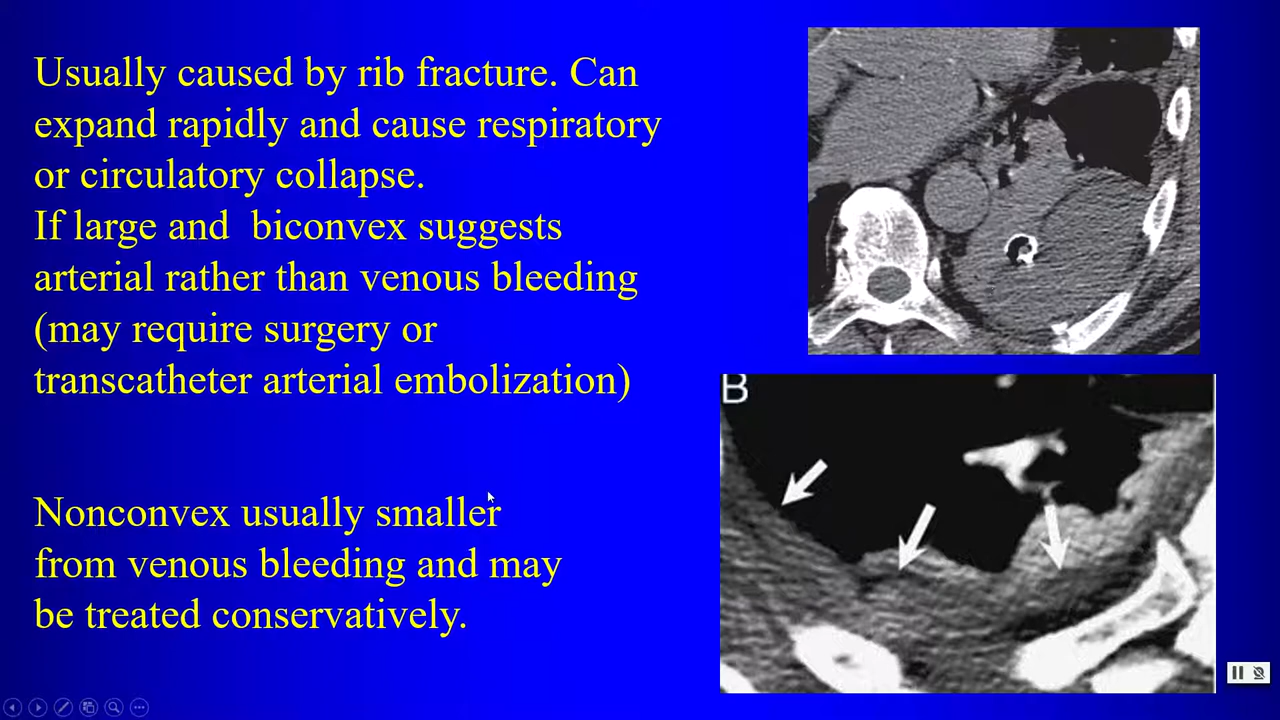 Usually caused by rib fracture. Can
expand rapidly and cause respiratory
or circulatory collapse.
If large and  biconvex suggests
arterial rather than venous bleeding
(may require surgery or
transcatheter arterial embolization)
Nonconvex usually smaller
from venous bleeding and may
be treated conservatively.
B